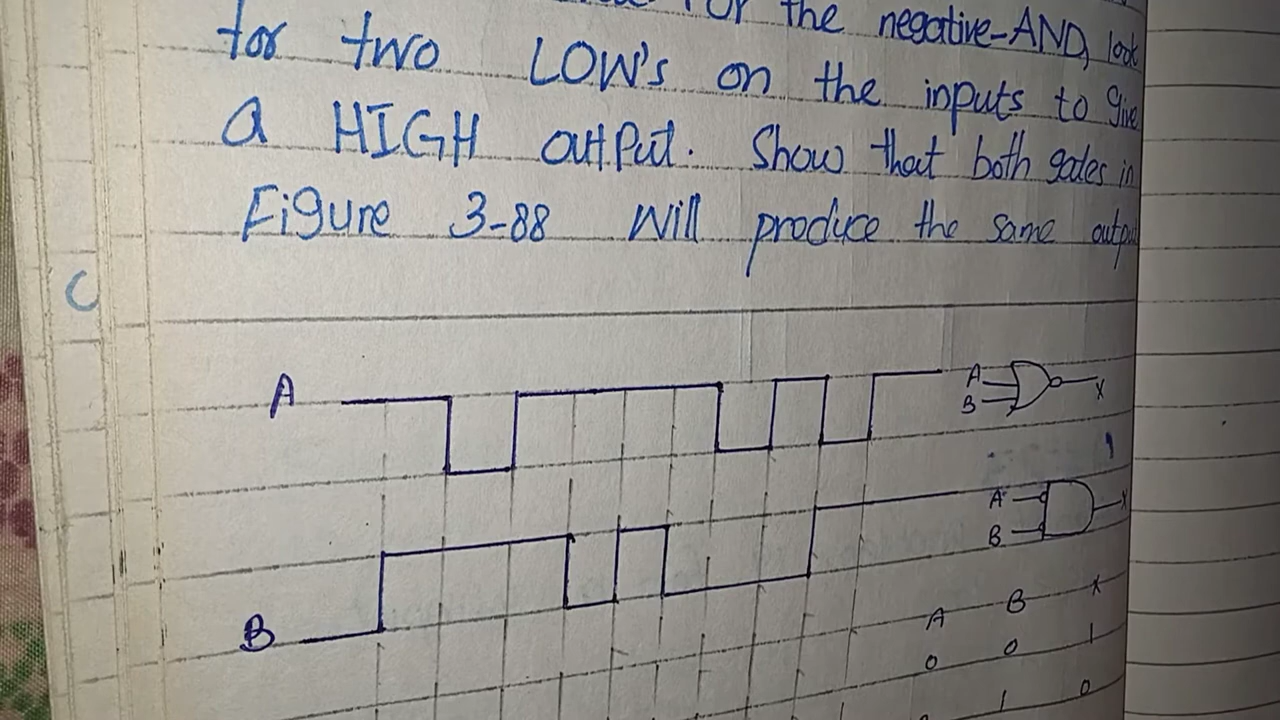 For the negative-AND, look
for two LOW's on the inputs to give
a HIGH output. Show that both gates in
Figure 3-88 will produce the same outpu
C
A
A
B
X
A
B
X
B
A B X
0 0 1
1 0